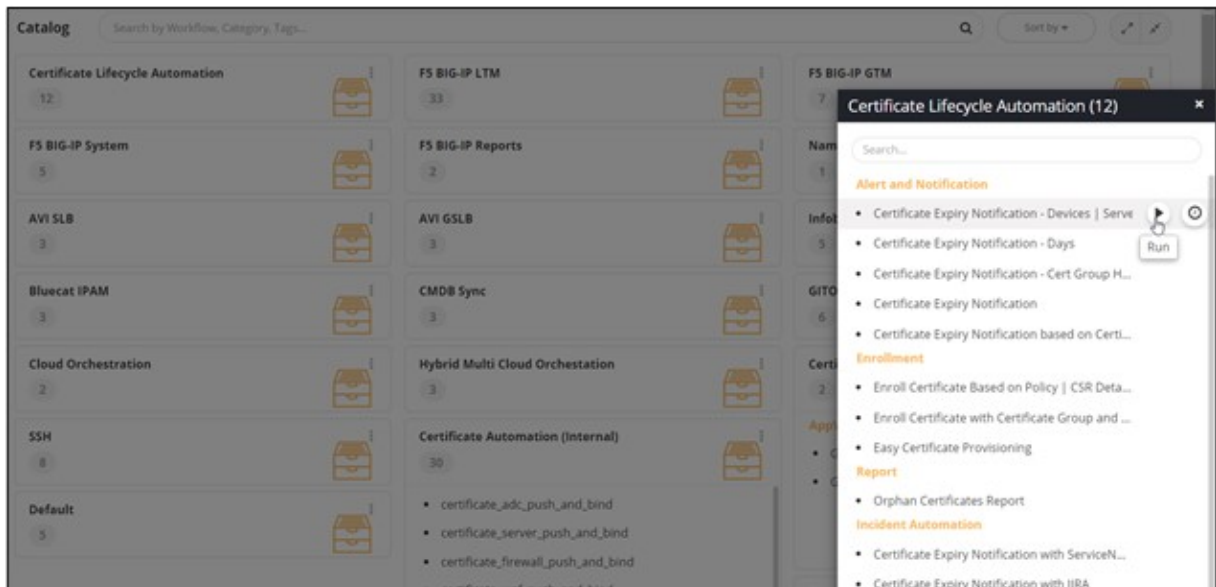 Catalog
Search by Workflow, Category, Tags...
Sort by
Certificate Lifecycle Automation
12
F5 BIG-IP LTM
33
F5 BIG-IP GTM
7
F5 BIG-IP System
5
F5 BIG-IP Reports
2
Nam
1
AVI SLB
3
AVI GSLB
3
Infob
5
Bluecat IPAM
3
CMDB Sync
3
GITO
6
Cloud Orchestration
2
Hybrid Multi Cloud Orchestation
3
Certi
2
Appl
SSH
8
Certificate Automation (Internal)
30
• certificate_adc_push_and_bind
• certificate_server_push_and_bind
• certificate_firewall_push_and_bind
Default
5
Certificate Lifecycle Automation (12)
Search...
Alert and Notification
• Certificate Expiry Notification - Devices | Serve
Run
• Certificate Expiry Notification - Days
• Certificate Expiry Notification - Cert Group H...
• Certificate Expiry Notification
• Certificate Expiry Notification based on Certi...
Enrollment
• Enroll Certificate Based on Policy | CSR Deta...
• Enroll Certificate with Certificate Group and ...
• Easy Certificate Provisioning
Report
• Orphan Certificates Report
Incident Automation
• Certificate Expiry Notification with ServiceN...
• Certificate Expiry Notification with JIRA